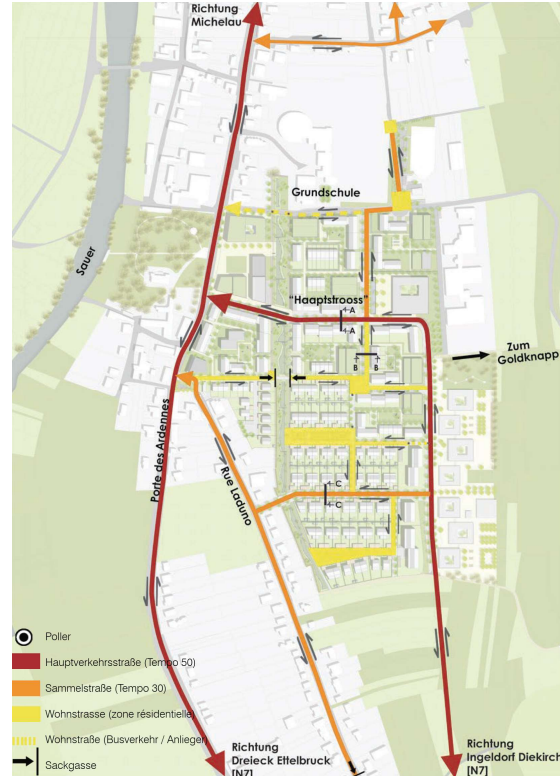 Richtung
Michelau
Grundschule
Sauer
"Haaptstrooss"
A
A
Zum
Goldknapp
B
B
Porte des Ardennes
Rue Laduno
C
C
Poller
Hauptverkehrsstraße (Tempo 50)
Sammelstraße (Tempo 30)
Wohnstrasse (zone résidentielle)
Wohnstraße (Busverkehr / Anlieger)
Sackgasse
Richtung
Dreieck Ettelbruck
[N7]
Richtung
Ingeldorf Diekirch
[N7]